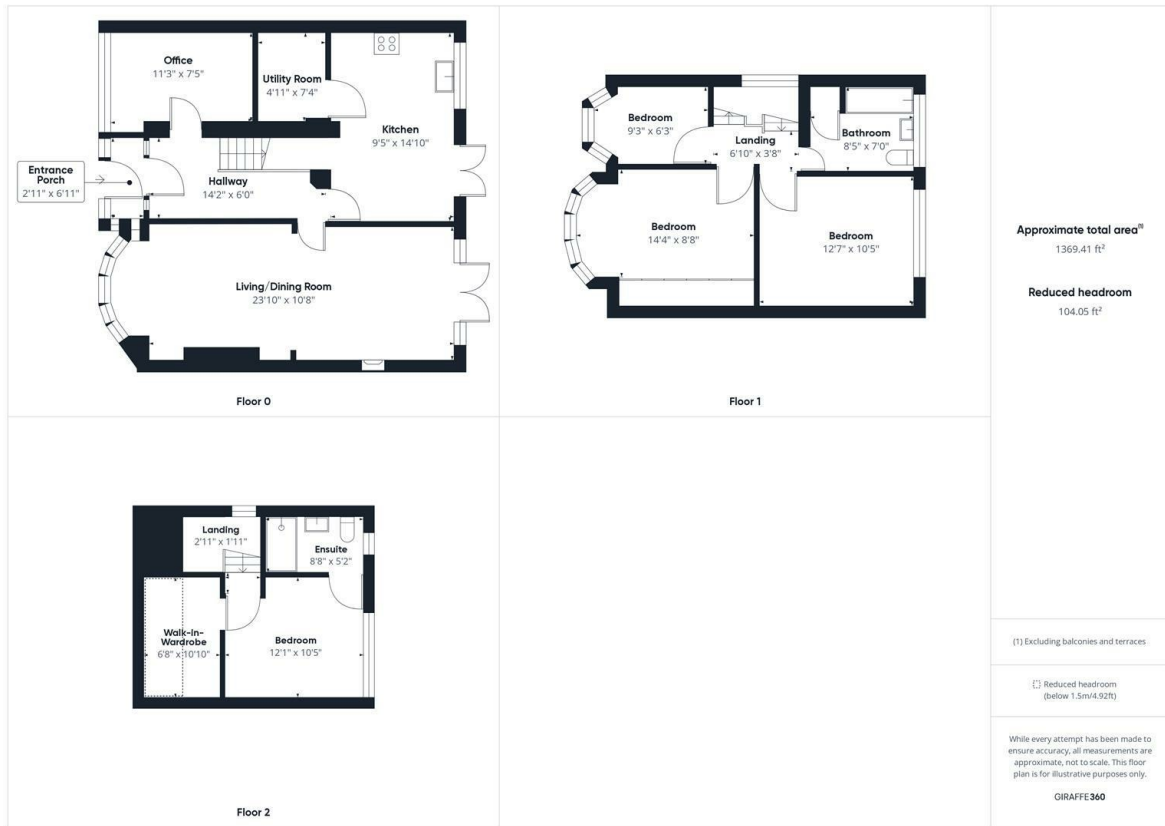 Office
11'3" x 7'5"
Utility Room
4'11" x 7'4"
Kitchen
9'5" x 14'10"
Entrance
Porch
2'11" x 6'11"
Hallway
14'2" x 6'0"
Living/Dining Room
23'10" x 10'8"
Floor 0
Bedroom
9'3" x 6'3"
Landing
6'10" x 3'8"
Bathroom
8'5" x 7'0"
Bedroom
14'4" x 8'8"
Bedroom
12'7" x 10'5"
Floor 1
Landing
2'11" x 1'11"
Ensuite
8'8" x 5'2"
Walk-in-
Wardrobe
6'8" x 10'10"
Bedroom
12'1" x 10'5"
Floor 2
Approximate total area(1)
1369.41 ft²
Reduced headroom
104.05 ft²
(1) Excluding balconies and terraces
Reduced headroom
(below 1.5m/4.92ft)
While every attempt has been made to
ensure accuracy, all measurements are
approximate, not to scale. This floor
plan is for illustrative purposes only.
GIRAFFE360